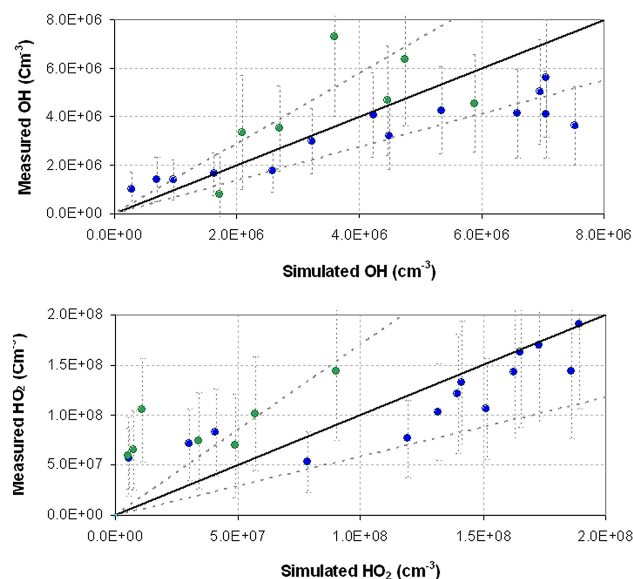 8.0E+06
6.0E+06
4.0E+06
2.0E+06
0.0E+00
Measured OH (Cm⁻³)
0.0E+00 2.0E+06 4.0E+06 6.0E+06 8.0E+06
Simulated OH (cm⁻³)
2.0E+08
1.5E+08
1.0E+08
5.0E+07
0.0E+00
Measured HO₂ (Cm⁻³)
0.0E+00 5.0E+07 1.0E+08 1.5E+08 2.0E+08
Simulated HO₂ (cm⁻³)